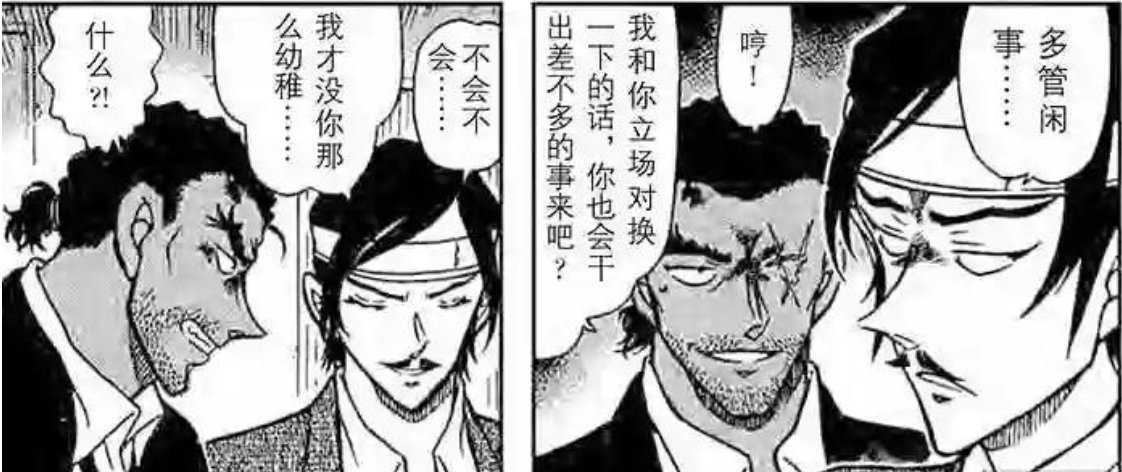 多管闲
事……
哼！
我和你立场对换
一下的话，你也会干
出差不多的事来吧？
不会不
会……
我才没你那
么幼稚……
什么?!